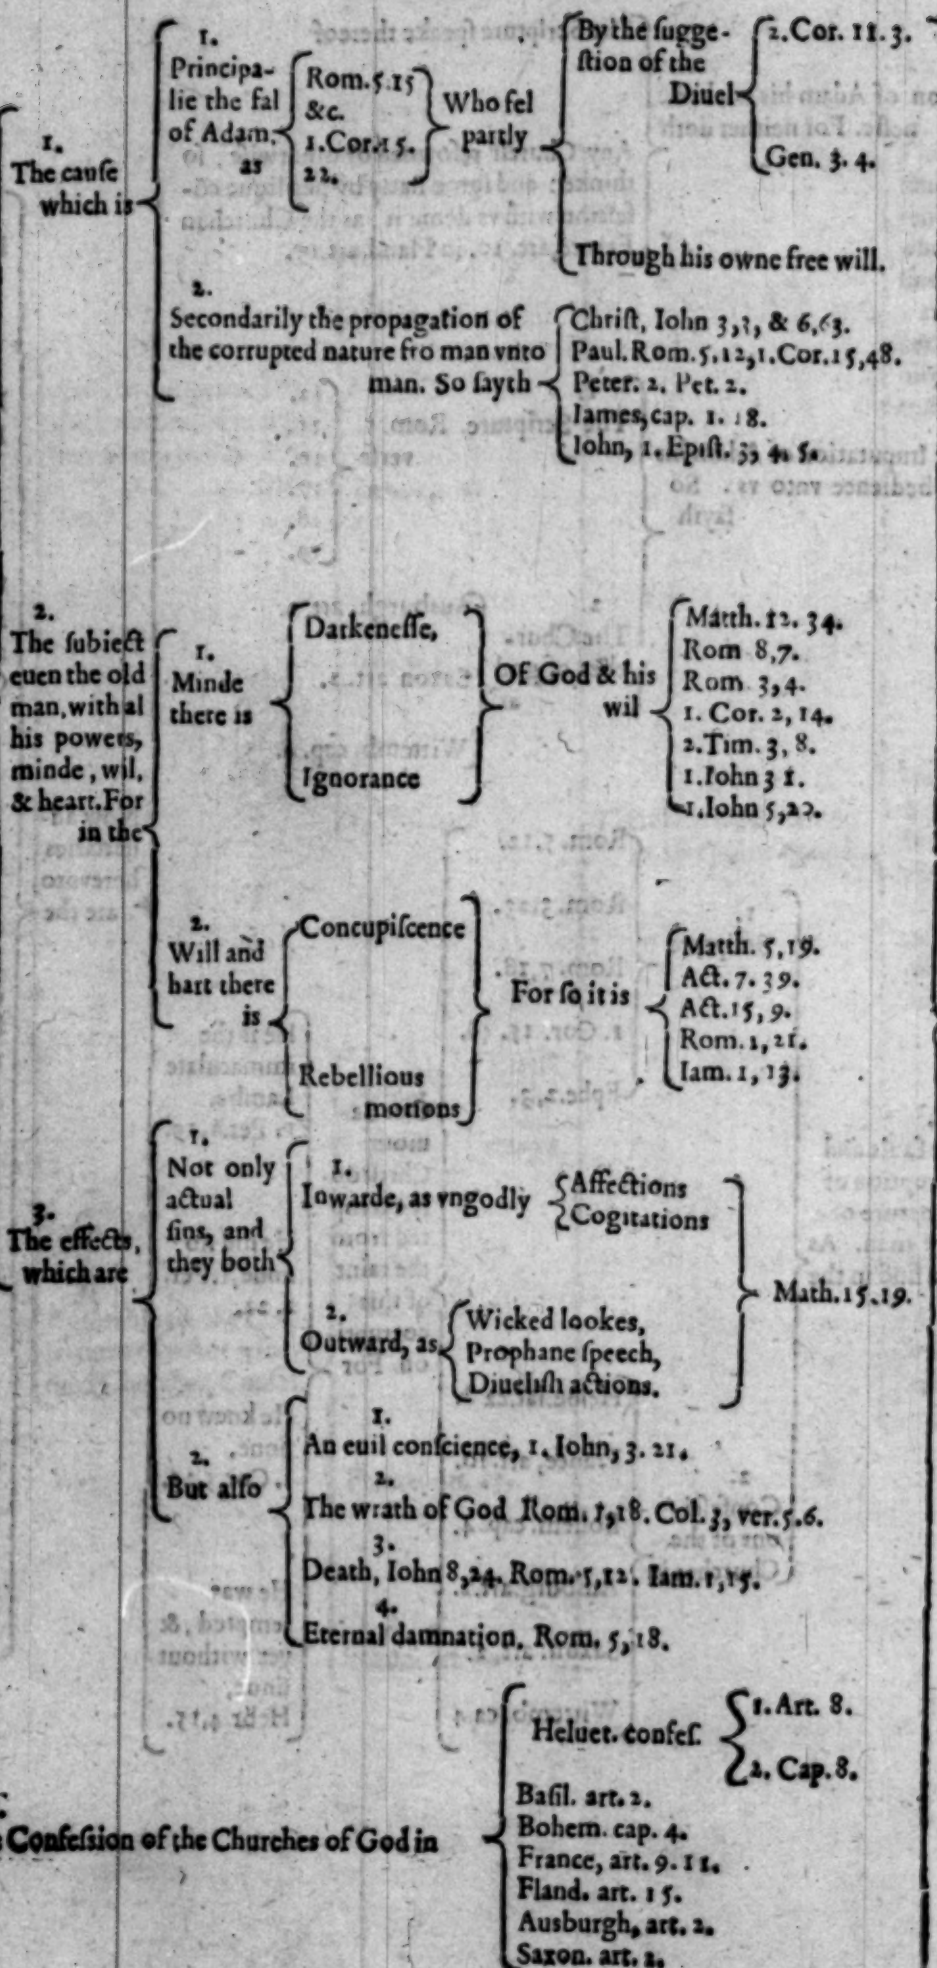 1.
The cauſe
which is
1.
Principa-
lie the fal
of Adam.
as
Rom. 5.15
&c.
1.Cor.15.
22.
Who fel
partly
By the ſugge-
ſtion of the
Diuel
2.Cor. 11.3.
Gen. 3.4.
Through his owne free will.
2.
Secondarily the propagation of
the corrupted nature frō man vnto
man. So ſayth
Chriſt, Iohn 3,3, & 6,63.
Paul. Rom. 5.12, 1.Cor.15,48.
Peter. 2. Pet. 2.
Iames, cap. 1. 18.
Iohn, 1. Epiſt. 3, 4. 5.
2.
The ſubiect
euen the old
man, with al
his powers,
minde, wil,
& heart. For
in the
1.
Minde
there is
Darkeneſſe,
Ignorance
Of God & his
wil
Matth. 12. 34.
Rom 8,7.
Rom 3,4.
1. Cor. 2, 14.
2.Tim. 3, 8.
1.Iohn 3 1.
1.Iohn 5,20.
2.
Will and
hart there
is
Concupiſcence
Rebellious
motions
For ſo it is
Matth. 5,19.
Act. 7. 39.
Act. 15, 9.
Rom. 1, 21.
Iam. 1, 13.
3.
The effects,
which are
1.
Not only
actual
ſins, and
they both
1.
Inwarde, as vngodly
Affections
Cogitations
2.
Outward, as
Wicked lookes,
Prophane ſpeech,
Diueliſh actions.
Math. 15.19.
2.
But alſo
1.
An euil conſcience, 1. Iohn, 3. 21.
2.
The wrath of God Rom. 1,18. Col. 3, ver. 5.6.
3.
Death, Iohn 8,24. Rom. 5,12. Iam. 1,15.
4.
Eternal damnation. Rom. 5,18.
Confeſsion of the Churches of God in
Heluet. confeſ.
1. Art. 8.
2. Cap. 8.
Baſil. art. 2.
Bohem. cap. 4.
France, art. 9. 11.
Fland. art. 15.
Ausburgh, art. 2.
Saxon. art. 2.